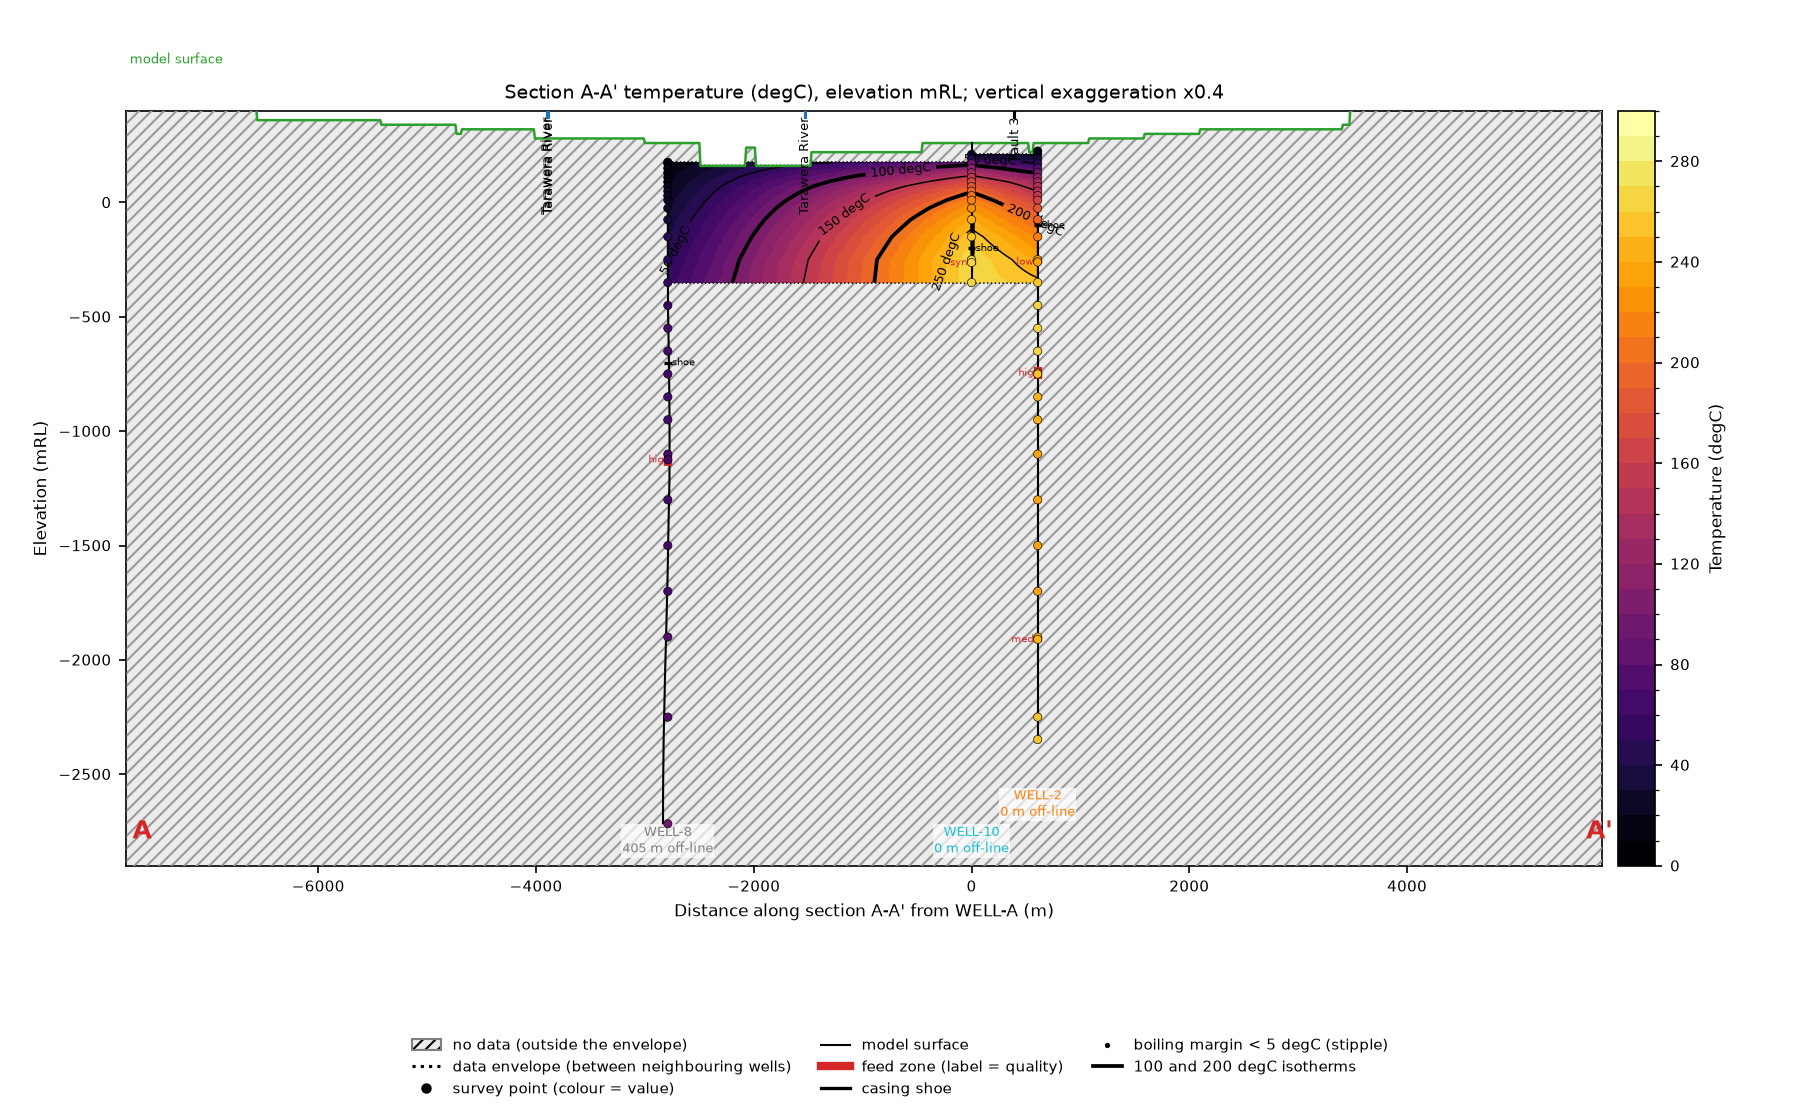 model surface
Section A-A' temperature (degC), elevation mRL; vertical exaggeration x0.4
Tarawera River
Tarawera River
100 degC
150 degC
250 degC
200
shoe
shoe
low
shoe
high
med
Elevation (mRL)
0
−500
−1000
−1500
−2000
−2500
A
A'
WELL-2
0 m off-line
WELL-8
405 m off-line
WELL-10
0 m off-line
−6000
−4000
−2000
0
2000
4000
Distance along section A-A' from WELL-A (m)
280
240
200
160
120
80
40
0
Temperature (degC)
no data (outside the envelope)
data envelope (between neighbouring wells)
survey point (colour = value)
model surface
feed zone (label = quality)
casing shoe
boiling margin < 5 degC (stipple)
100 and 200 degC isotherms